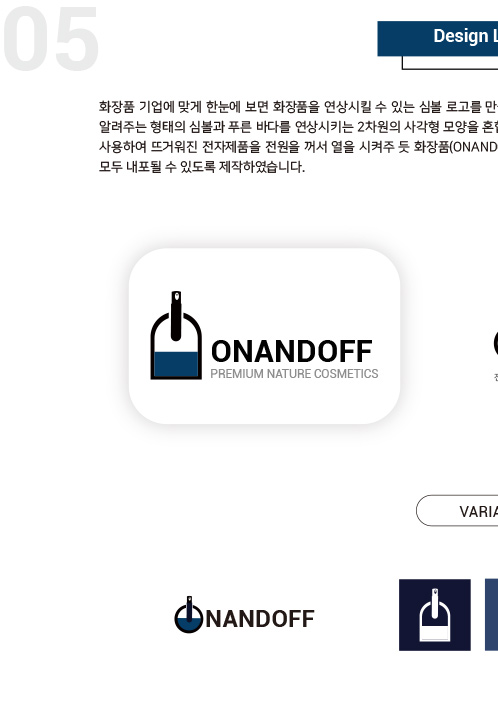 05
Design L
화장품 기업에 맞게 한눈에 보면 화장품을 연상시킬 수 있는 심볼 로고를 만
알려주는 형태의 심볼과 푸른 바다를 연상시키는 2차원의 사각형 모양을 혼합
사용하여 뜨거워진 전자제품을 전원을 꺼서 열을 시켜주 듯 화장품(ONAND
모두 내포될 수 있도록 제작하였습니다.
ONANDOFF
PREMIUM NATURE COSMETICS
VARIA
NANDOFF